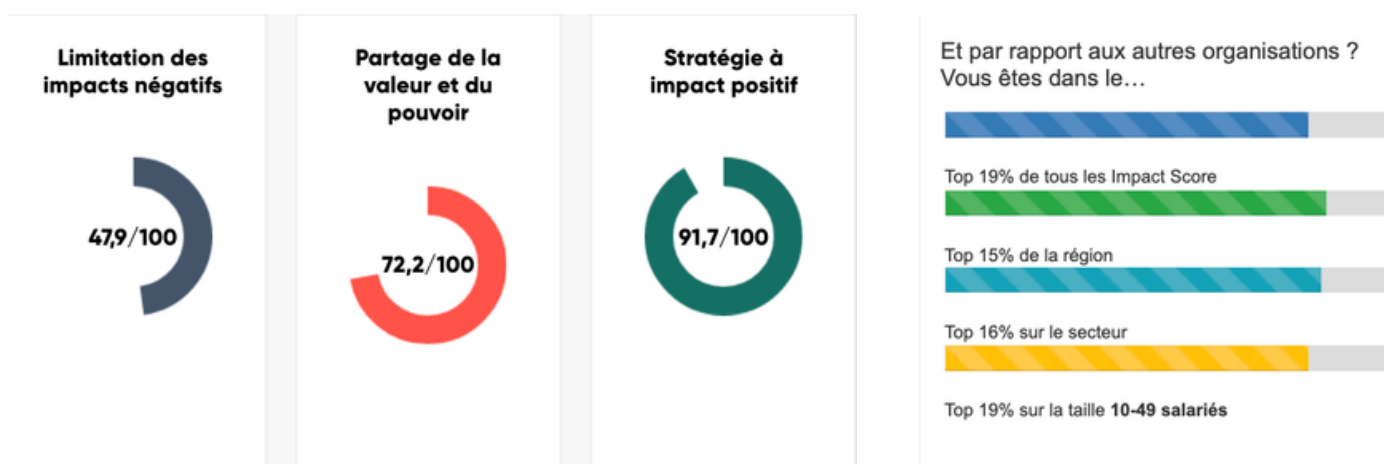 Limitation des
impacts négatifs
47,9/100
Partage de la
valeur et du
pouvoir
72,2/100
Stratégie à
impact positif
91,7/100
Et par rapport aux autres organisations ?
Vous êtes dans le...
Top 19% de tous les Impact Score
Top 15% de la région
Top 16% sur le secteur
Top 19% sur la taille 10-49 salariés